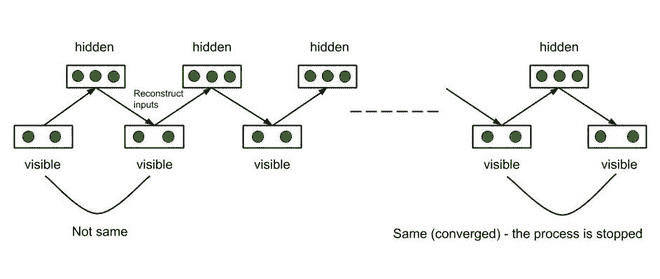 hidden
hidden
hidden
hidden
Reconstruct
inputs
visible
visible
visible
visible
visible
Not same
Same (converged) - the process is stopped